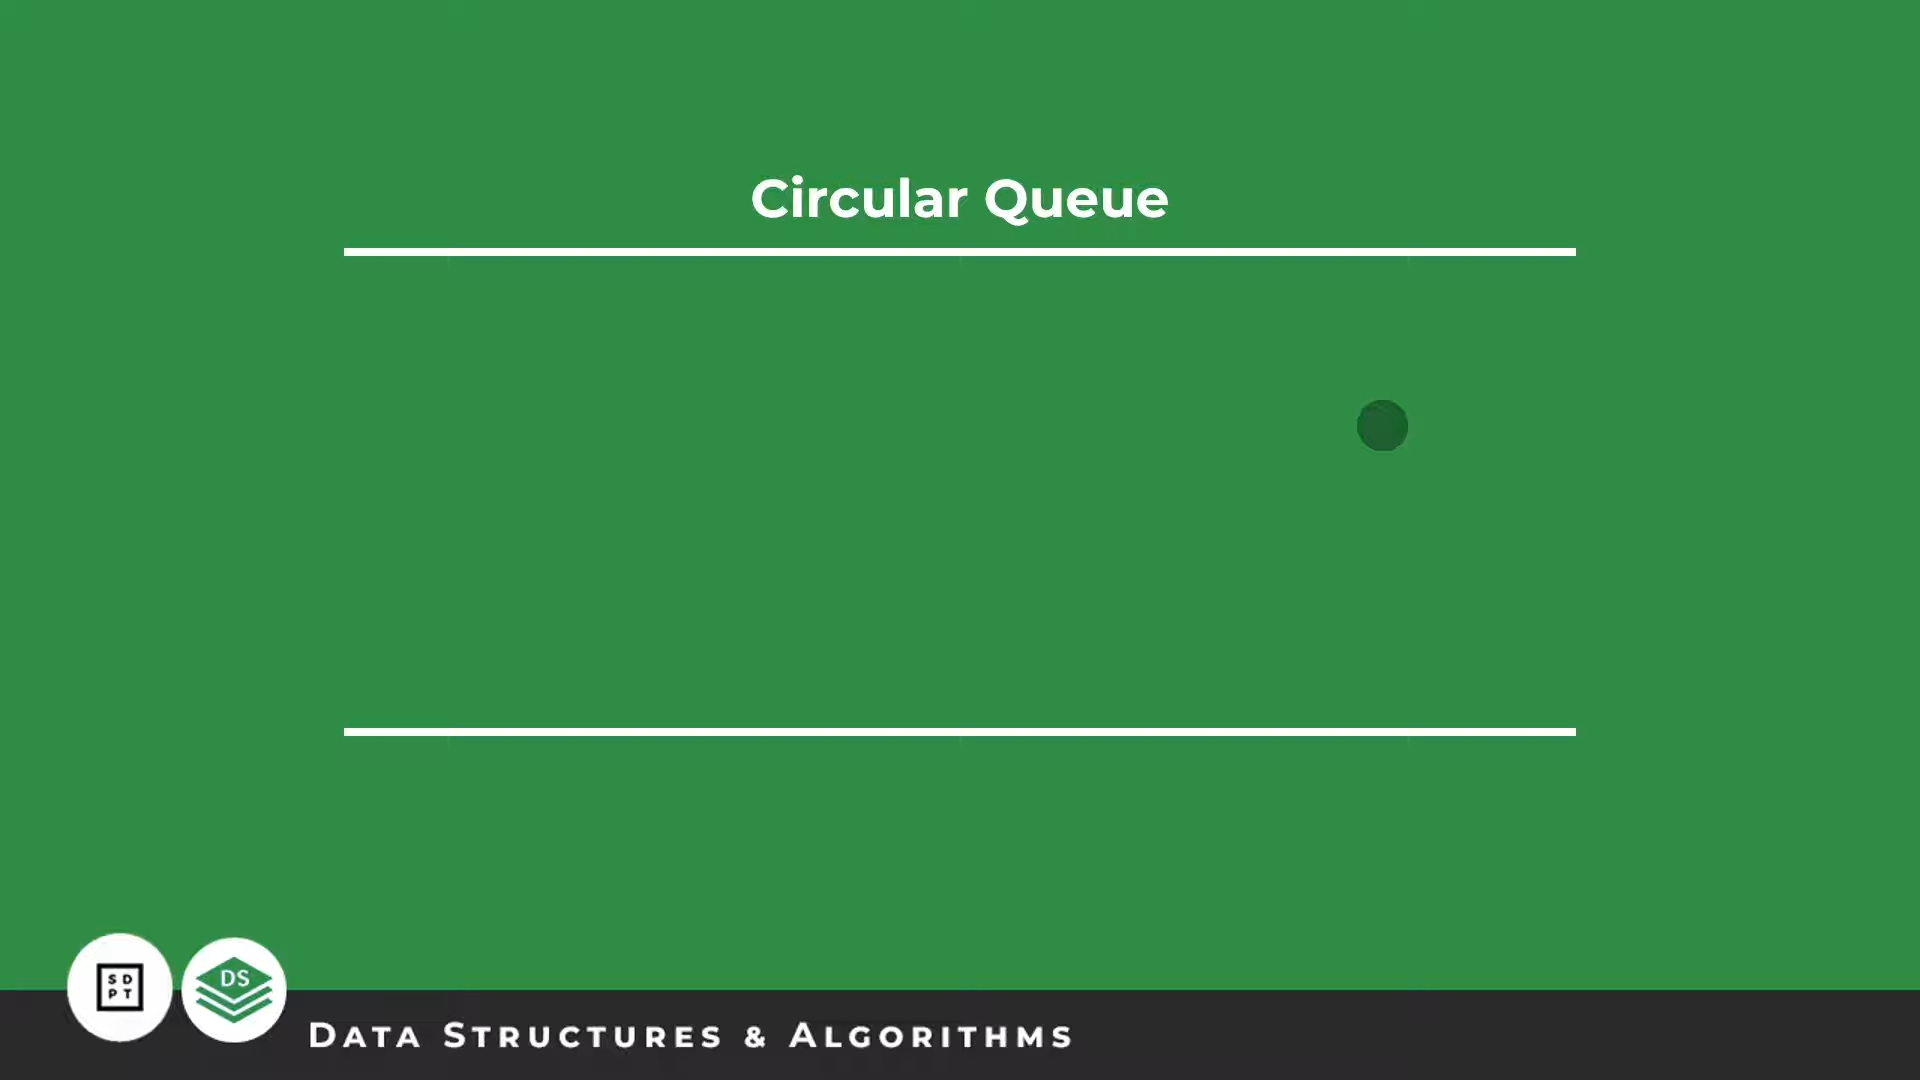 Circular Queue
S D
P T
DS
DATA STRUCTURES & ALGORITHMS